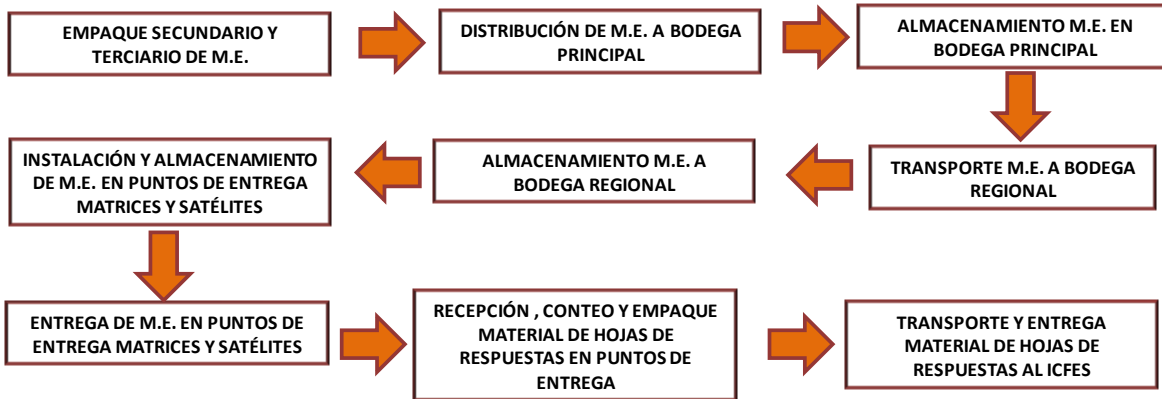 EMPAQUE SECUNDARIO Y
TERCIARIO DE M.E.
DISTRIBUCIÓN DE M.E. A BODEGA
PRINCIPAL
ALMACENAMIENTO M.E. EN
BODEGA PRINCIPAL
TRANSPORTE M.E. A BODEGA
REGIONAL
ALMACENAMIENTO M.E. A
BODEGA REGIONAL
INSTALACIÓN Y ALMACENAMIENTO
DE M.E. EN PUNTOS DE ENTREGA
MATRICES Y SATÉLITES
ENTREGA DE M.E. EN PUNTOS DE
ENTREGA MATRICES Y SATÉLITES
RECEPCIÓN , CONTEO Y EMPAQUE
MATERIAL DE HOJAS DE
RESPUESTAS EN PUNTOS DE
ENTREGA
TRANSPORTE Y ENTREGA
MATERIAL DE HOJAS DE
RESPUESTAS AL ICFES